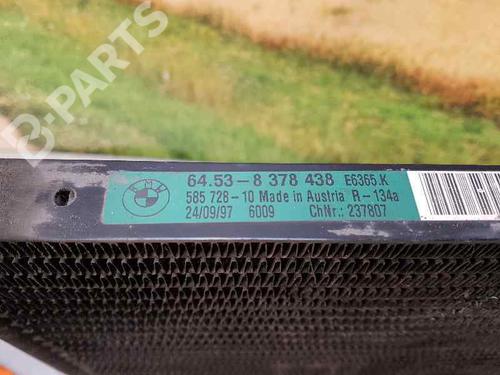 B-PARTS
BMW
64.53-8 378 438 E6365.K
585 728-10 Made in Austria R-134a
24/09/97 6009 ChNr.: 237807